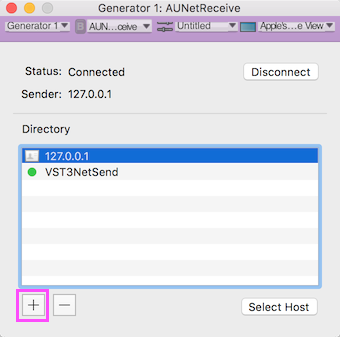 Generator 1: AUNetReceive
Generator 1 AUN...ceive Untitled Apple's...e View
Status: Connected Disconnect
Sender: 127.0.0.1
Directory
127.0.0.1
VST3NetSend
+ − Select Host